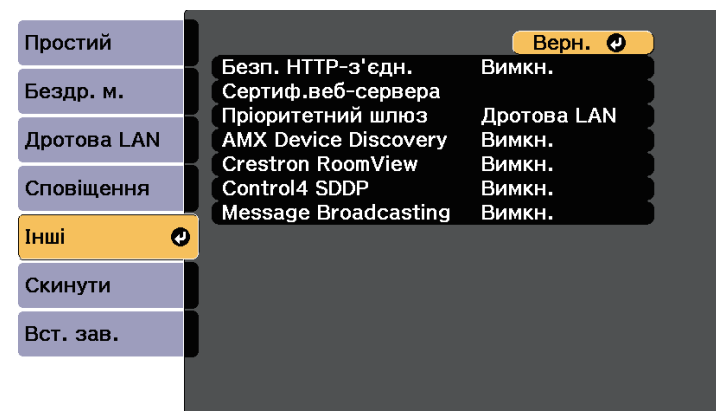 Простий
Бездр. м.
Дротова LAN
Сповіщення
Інші
Скинути
Вст. зав.
Верн.
Безп. HTTP-з'єдн. Вимкн.
Сертиф.веб-сервера
Пріоритетний шлюз Дротова LAN
AMX Device Discovery Вимкн.
Crestron RoomView Вимкн.
Control4 SDDP Вимкн.
Message Broadcasting Вимкн.